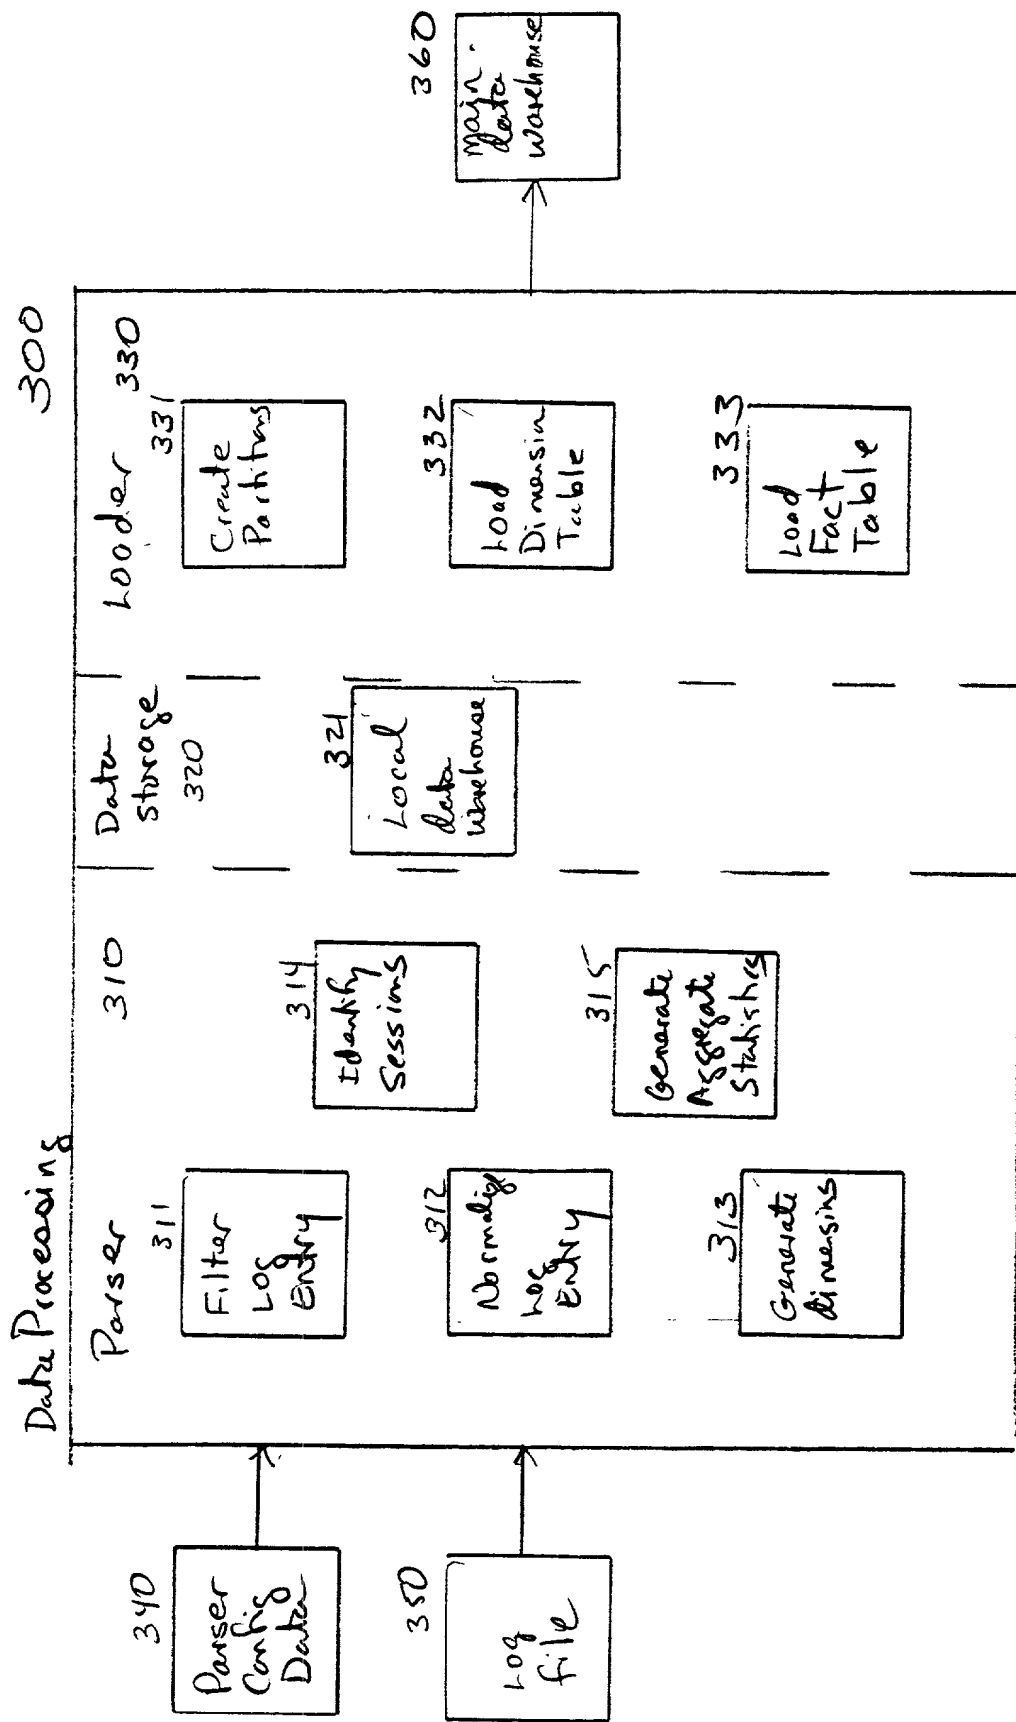 Data Processing
300
Parser
310
Data
Storage
320
Loader
330
340
Parser
Config
Data
350
Log
file
311
Filter
Log
Entry
312
Normalize
Log
Entry
313
Generate
dimensions
314
Identify
Sessions
315
Generate
Aggregate
Statistics
321
Local
data
warehouse
331
Create
Partitions
332
Load
Dimension
Table
333
Load
Fact
Table
360
Main
data
warehouse